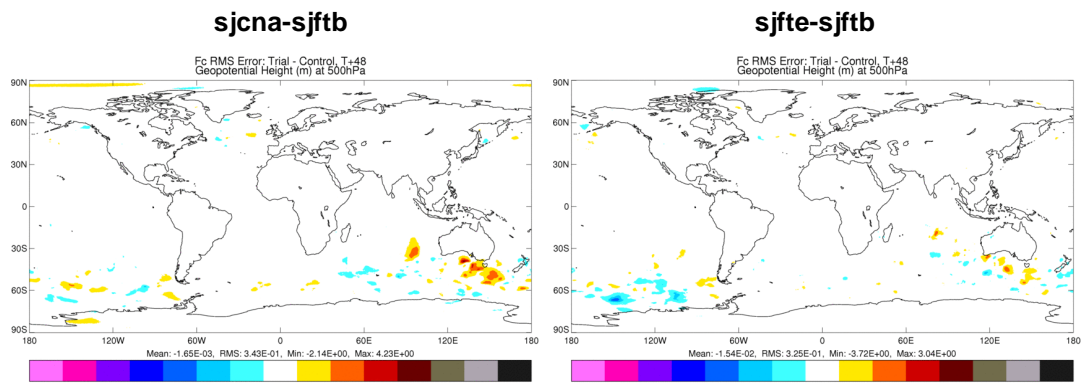 sjcna-sjftb
Fc RMS Error: Trial - Control, T+48
Geopotential Height (m) at 500hPa
90N
60N
30N
0
30S
60S
90S
180 120W 60W 0 60E 120E 180
Mean: -1.65E-03, RMS: 3.43E-01, Min: -2.14E+00, Max: 4.23E+00
sjfte-sjftb
Fc RMS Error: Trial - Control, T+48
Geopotential Height (m) at 500hPa
90N
60N
30N
0
30S
60S
90S
180 120W 60W 0 60E 120E 180
Mean: -1.54E-02, RMS: 3.25E-01, Min: -3.72E+00, Max: 3.04E+00